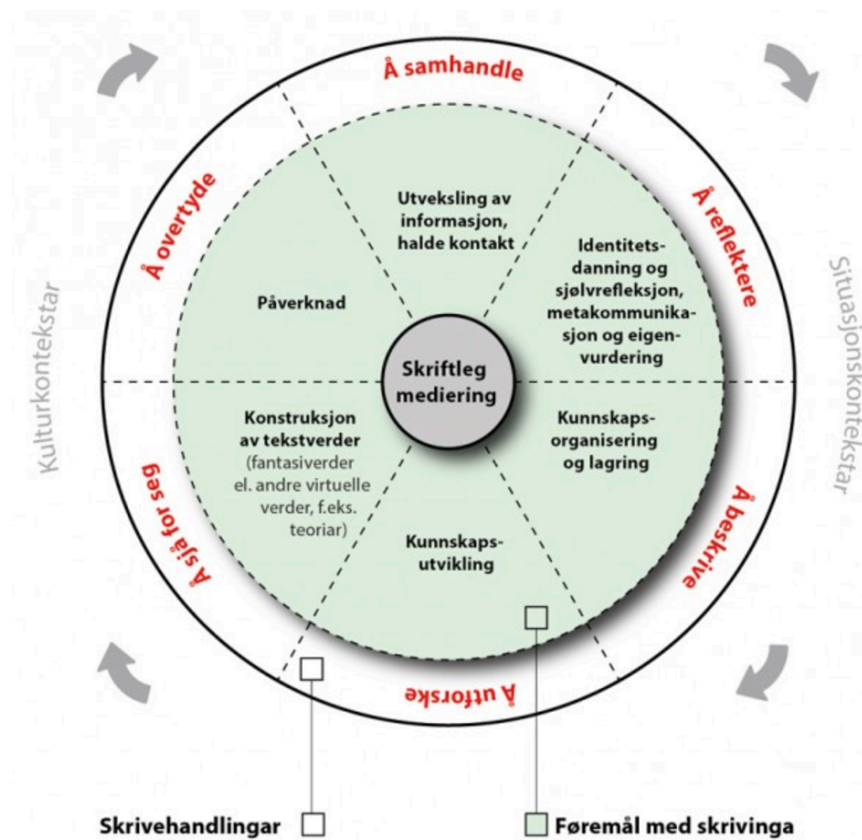 Å samhandle
Å overtyde
Å reflektere
Utveksling av
informasjon,
halde kontakt
Identitets-
danning og
sjølvrefleksjon,
metakommunika-
sjon og eigen-
vurdering
Påverknad
Kulturkontekstar
Situasjonskontekstar
Skriftleg
mediering
Konstruksjon
av tekstverder
(fantasiverder
el. andre virtuelle
verder, f.eks.
teoriar)
Kunnskaps-
organisering
og lagring
Kunnskaps-
utvikling
Å sjå for seg
Å beskrive
Å utforske
Skrivehandlingar
Føremål med skrivinga